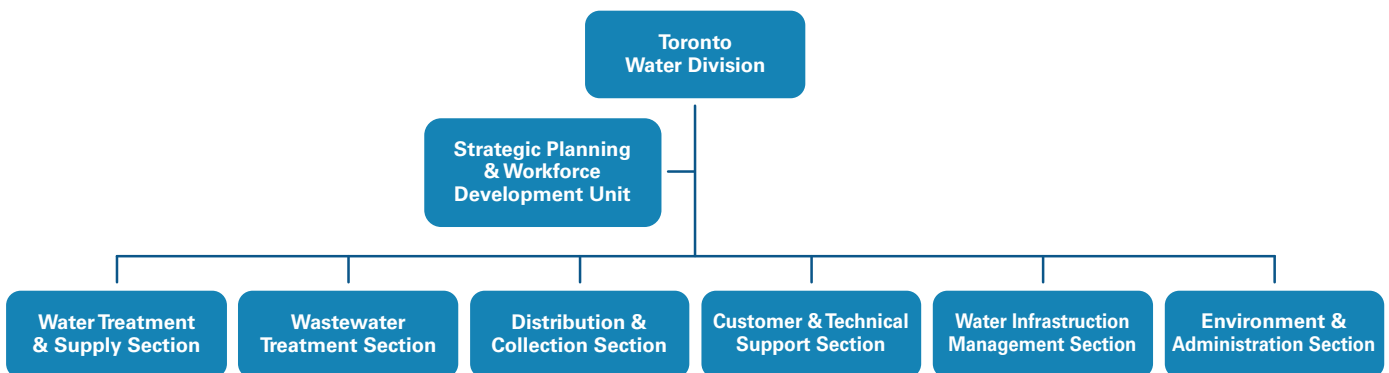 Toronto
Water Division
Strategic Planning
& Workforce
Development Unit
Water Treatment
& Supply Section
Wastewater
Treatment Section
Distribution &
Collection Section
Customer & Technical
Support Section
Water Infrastruction
Management Section
Environment &
Administration Section